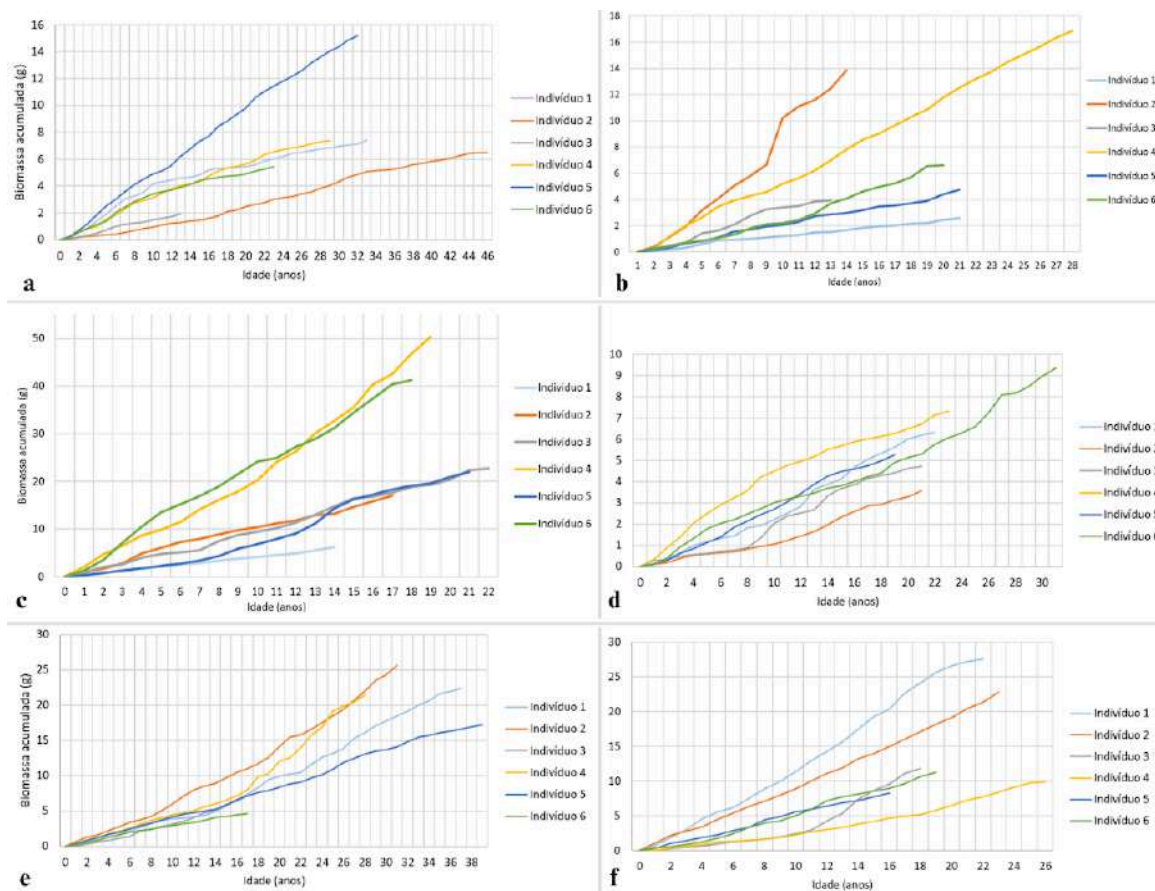 16
14
12
10
8
6
4
2
0
Biomassa acumulada (g)
0 2 4 6 8 10 12 14 16 18 20 22 24 26 28 30 32 34 36 38 40 42 44 46
Idade (anos)
Indivíduo 1
Indivíduo 2
Indivíduo 3
Indivíduo 4
Indivíduo 5
Indivíduo 6
a
18
16
14
12
10
8
6
4
2
0
1 2 3 4 5 6 7 8 9 10 11 12 13 14 15 16 17 18 19 20 21 22 23 24 25 26 27 28
Idade (anos)
Indivíduo 1
Indivíduo 2
Indivíduo 3
Indivíduo 4
Indivíduo 5
Indivíduo 6
b
50
40
30
20
10
0
Biomassa acumulada (g)
0 1 2 3 4 5 6 7 8 9 10 11 12 13 14 15 16 17 18 19 20 21 22
Idade (anos)
Indivíduo 1
Indivíduo 2
Indivíduo 3
Indivíduo 4
Indivíduo 5
Indivíduo 6
c
10
9
8
7
6
5
4
3
2
1
0
0 2 4 6 8 10 12 14 16 18 20 22 24 26 28 30
Idade (anos)
Indivíduo
Indivíduo
Indivíduo
Indivíduo
Indivíduo
Indivíduo
d
30
25
20
15
10
5
0
Biomassa acumulada (g)
0 2 4 6 8 10 12 14 16 18 20 22 24 26 28 30 32 34 36 38
Idade (anos)
Indivíduo 1
Indivíduo 2
Indivíduo 3
Indivíduo 4
Indivíduo 5
Indivíduo 6
e
30
25
20
15
10
5
0
0 2 4 6 8 10 12 14 16 18 20 22 24 26
Idade (anos)
Indivíduo 1
Indivíduo 2
Indivíduo 3
Indivíduo 4
Indivíduo 5
Indivíduo 6
f